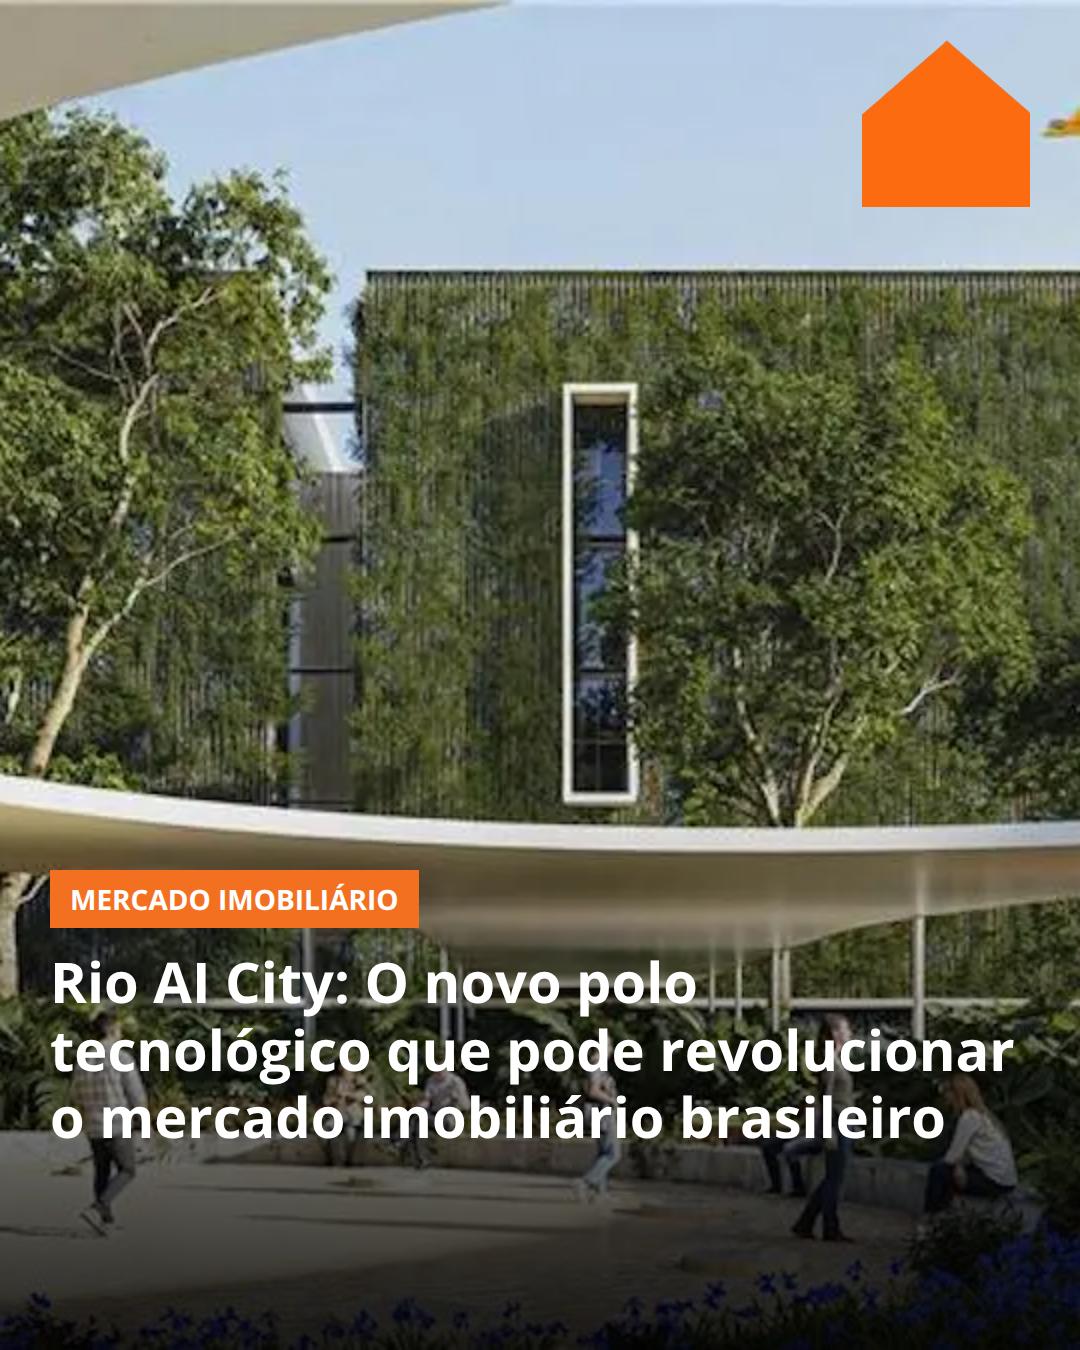 MERCADO IMOBILIÁRIO
Rio AI City: O novo polo
tecnológico que pode revolucionar
o mercado imobiliário brasileiro